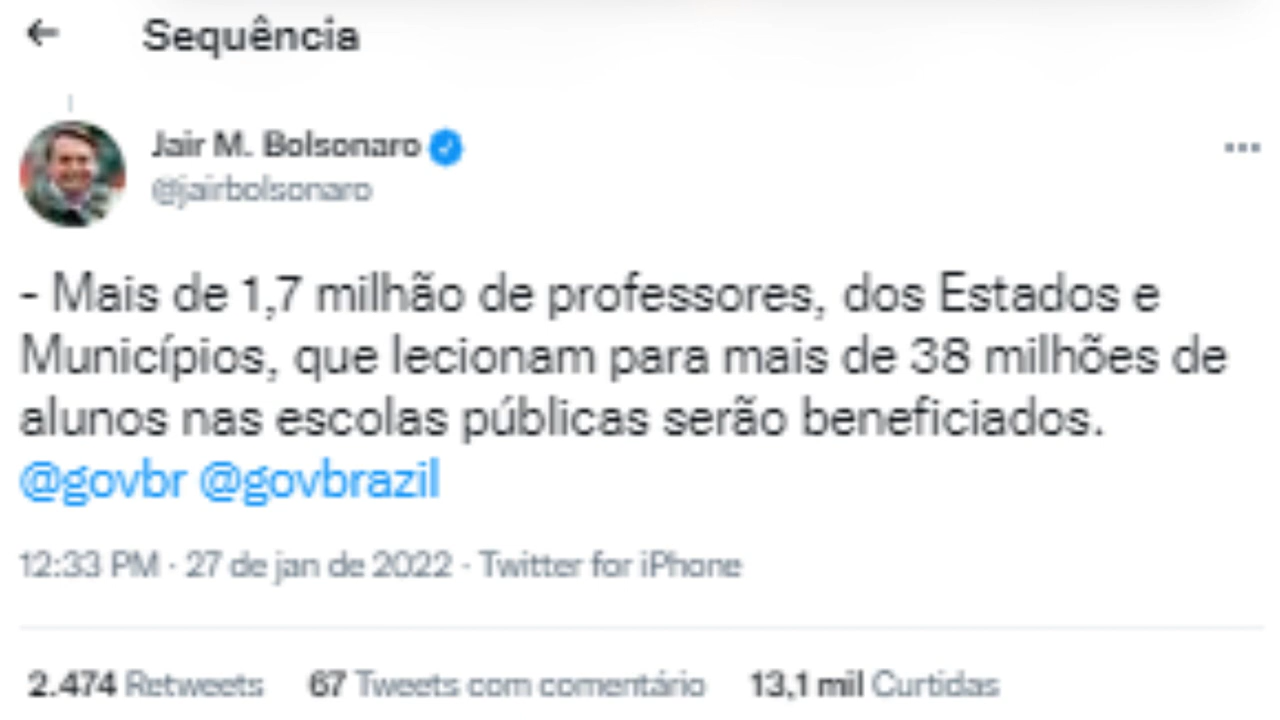 Sequência
Jair M. Bolsonaro
@jairbolsonaro
- Mais de 1,7 milhão de professores, dos Estados e
Municípios, que lecionam para mais de 38 milhões de
alunos nas escolas públicas serão beneficiados.
@govbr @govbrazil
12:33 PM · 27 de jan de 2022 · Twitter for iPhone
2.474 Retweets 67 Tweets com comentário 13,1 mil Curtidas